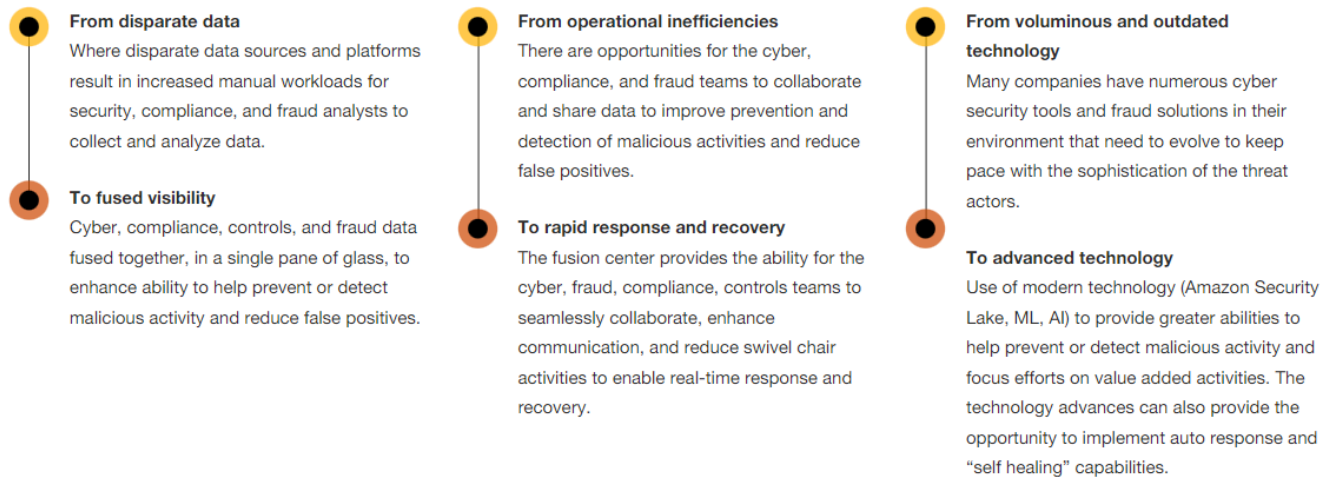 From disparate data
Where disparate data sources and platforms
result in increased manual workloads for
security, compliance, and fraud analysts to
collect and analyze data.
To fused visibility
Cyber, compliance, controls, and fraud data
fused together, in a single pane of glass, to
enhance ability to help prevent or detect
malicious activity and reduce false positives.
From operational inefficiencies
There are opportunities for the cyber,
compliance, and fraud teams to collaborate
and share data to improve prevention and
detection of malicious activities and reduce
false positives.
To rapid response and recovery
The fusion center provides the ability for the
cyber, fraud, compliance, controls teams to
seamlessly collaborate, enhance
communication, and reduce swivel chair
activities to enable real-time response and
recovery.
From voluminous and outdated
technology
Many companies have numerous cyber
security tools and fraud solutions in their
environment that need to evolve to keep
pace with the sophistication of the threat
actors.
To advanced technology
Use of modern technology (Amazon Security
Lake, ML, AI) to provide greater abilities to
help prevent or detect malicious activity and
focus efforts on value added activities. The
technology advances can also provide the
opportunity to implement auto response and
“self healing” capabilities.